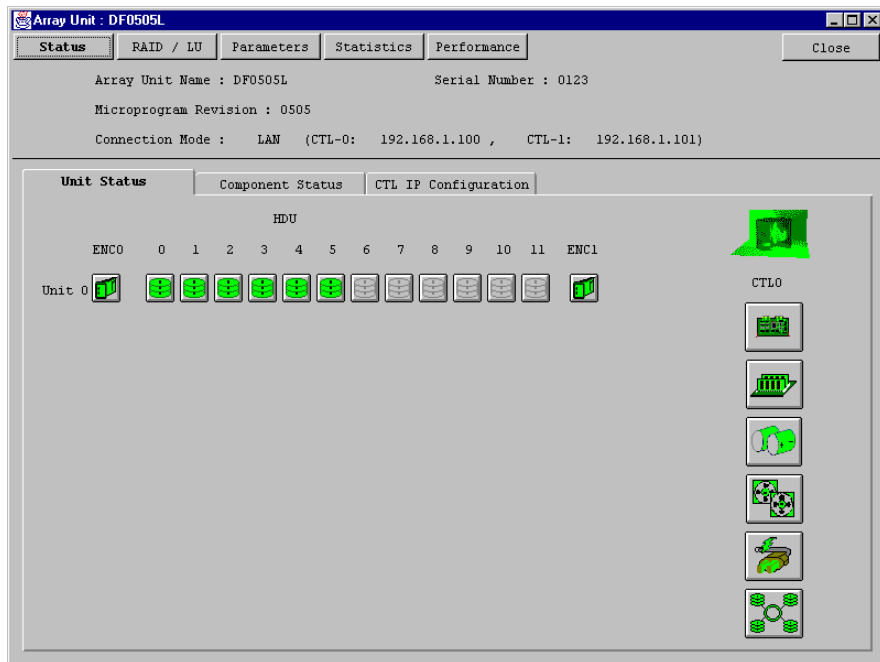 Array Unit : DF0505L
Status RAID / LU Parameters Statistics Performance Close
Array Unit Name : DF0505L Serial Number : 0123
Microprogram Revision : 0505
Connection Mode : LAN (CTL-0: 192.168.1.100 , CTL-1: 192.168.1.101)
Unit Status Component Status CTL IP Configuration
HDU
ENC0 0 1 2 3 4 5 6 7 8 9 10 11 ENC1
CTL0
Unit 0